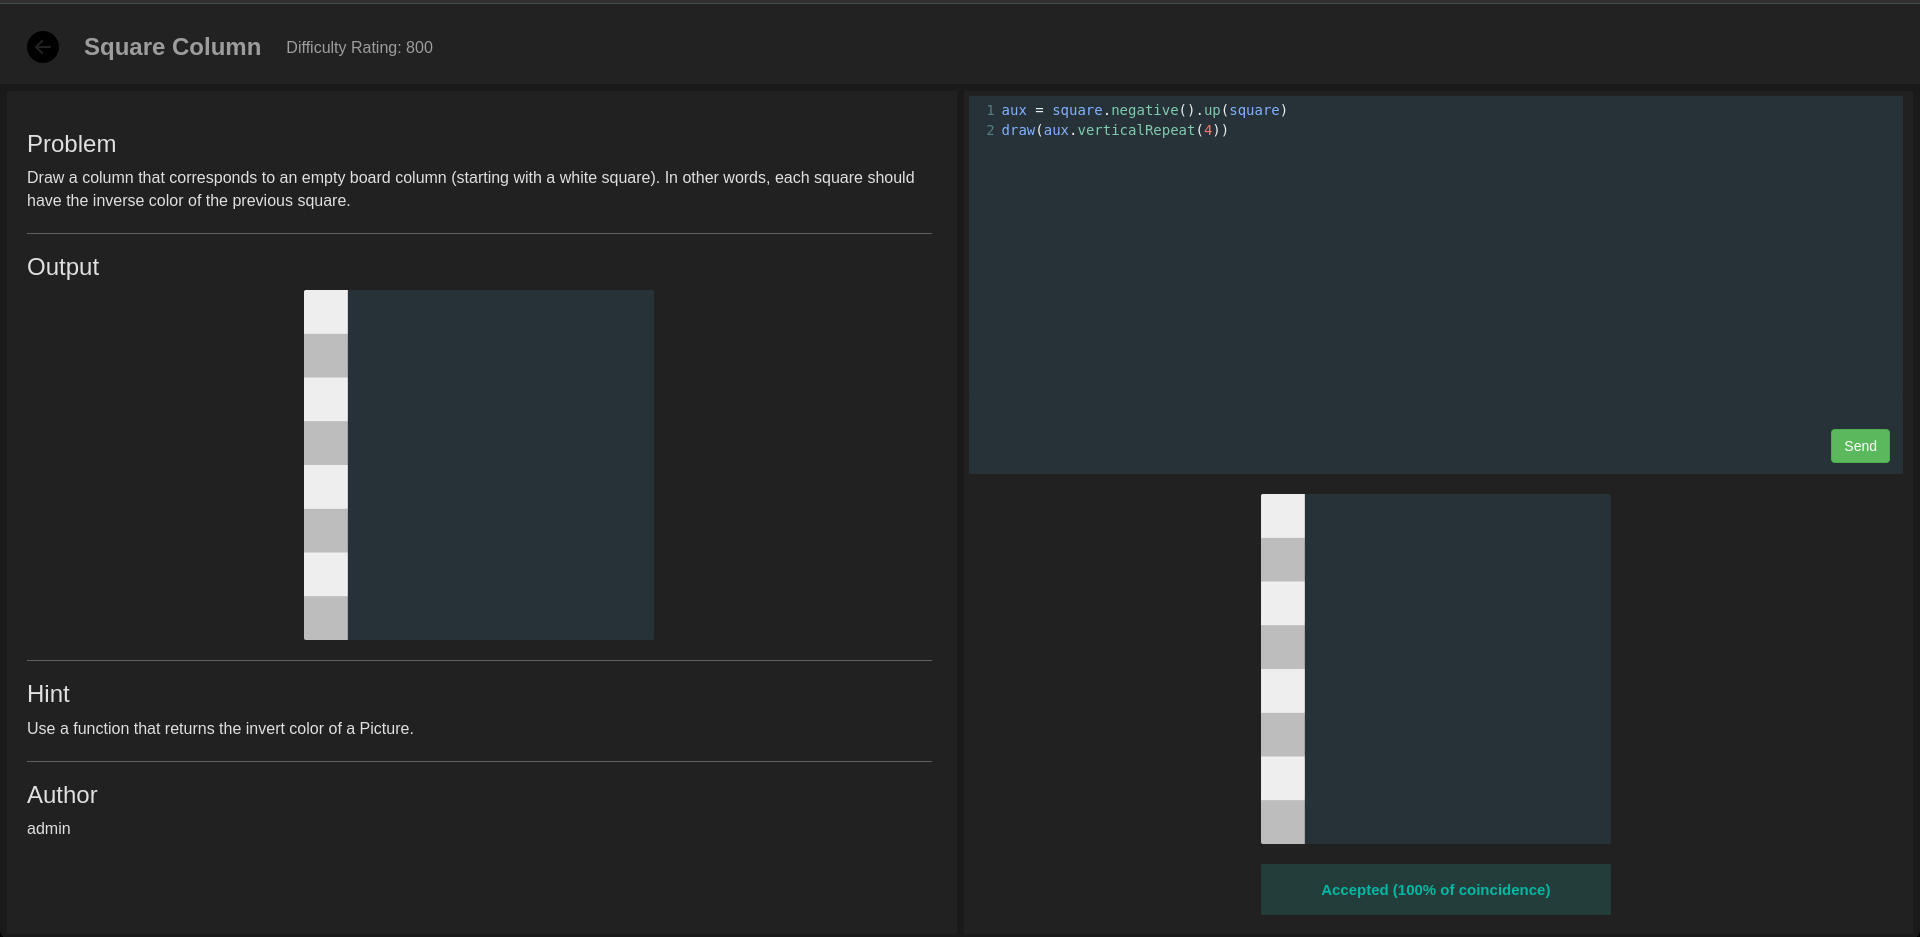 Square Column Difficulty Rating: 800
Problem
Draw a column that corresponds to an empty board column (starting with a white square). In other words, each square should
have the inverse color of the previous square.
Output
Hint
Use a function that returns the invert color of a Picture.
Author
admin
1 aux = square.negative().up(square)
2 draw(aux.verticalRepeat(4))
Send
Accepted (100% of coincidence)